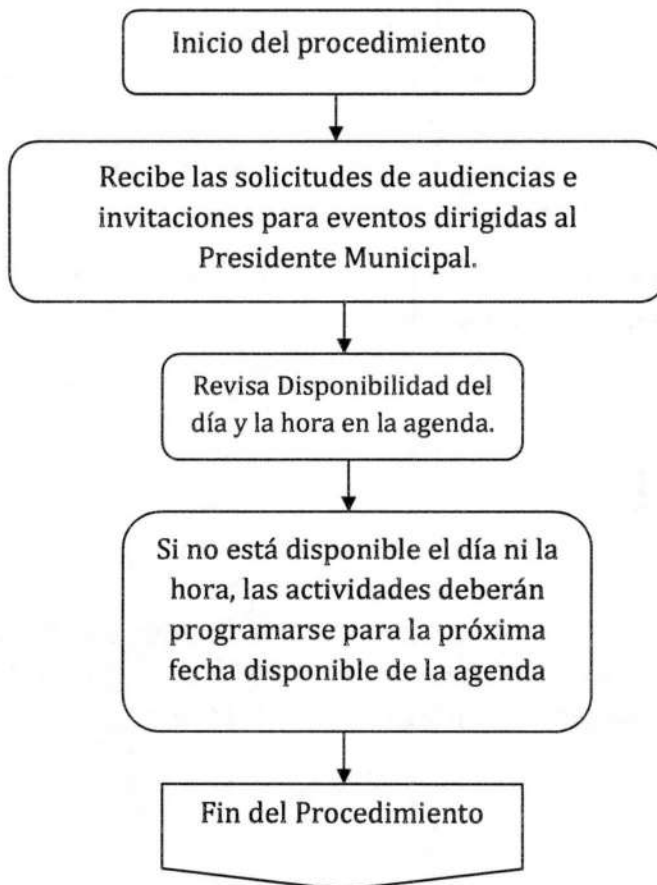 Inicio del procedimiento
Recibe las solicitudes de audiencias e
invitaciones para eventos dirigidas al
Presidente Municipal.
Revisa Disponibilidad del
día y la hora en la agenda.
Si no está disponible el día ni la
hora, las actividades deberán
programarse para la próxima
fecha disponible de la agenda
Fin del Procedimiento